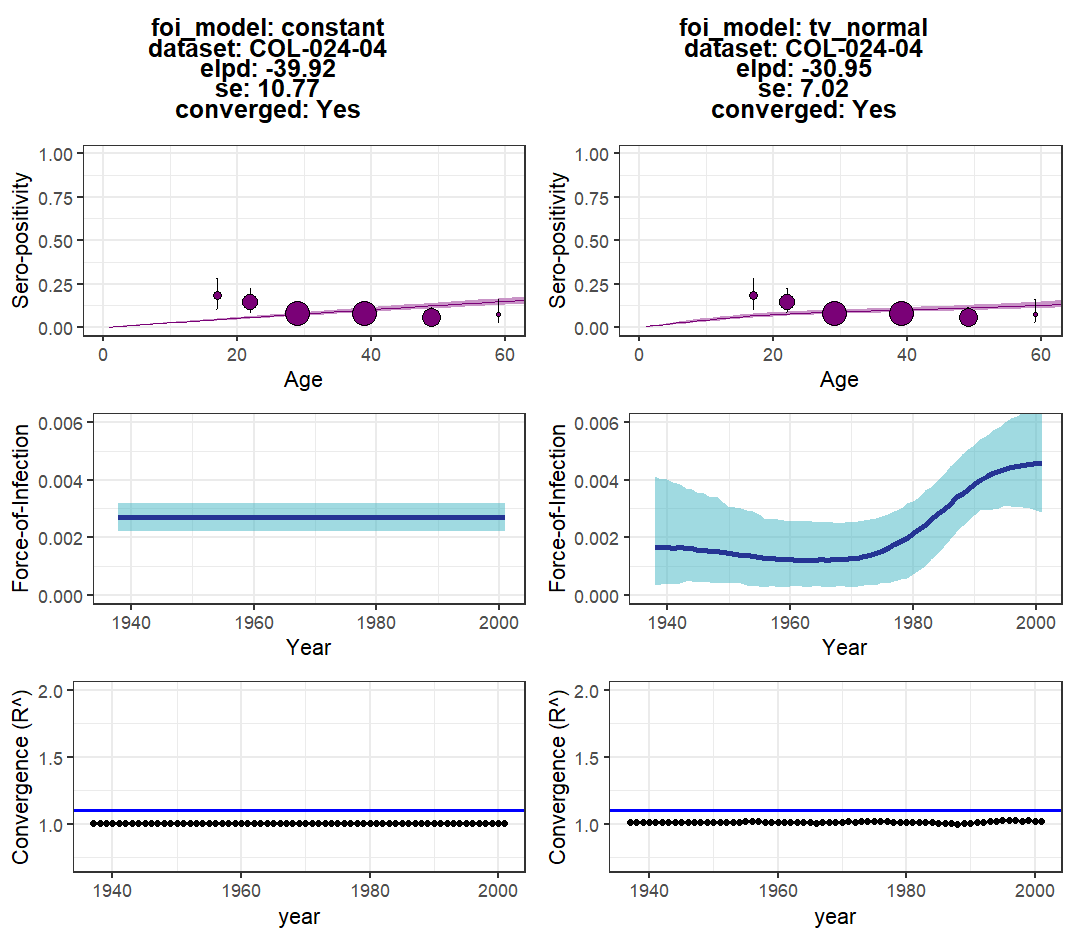 foi_model: constant
dataset: COL-024-04
elpd: -39.92
se: 10.77
converged: Yes
Sero-positivity
1.00
0.75
0.50
0.25
0.00
0 20 40 60
Age
Force-of-Infection
0.006
0.004
0.002
0.000
1940 1960 1980 2000
Year
Convergence (R^)
2.0
1.5
1.0
1940 1960 1980 2000
year
foi_model: tv_normal
dataset: COL-024-04
elpd: -30.95
se: 7.02
converged: Yes
Sero-positivity
1.00
0.75
0.50
0.25
0.00
0 20 40 60
Age
Force-of-Infection
0.006
0.004
0.002
0.000
1940 1960 1980 2000
Year
Convergence (R^)
2.0
1.5
1.0
1940 1960 1980 2000
year